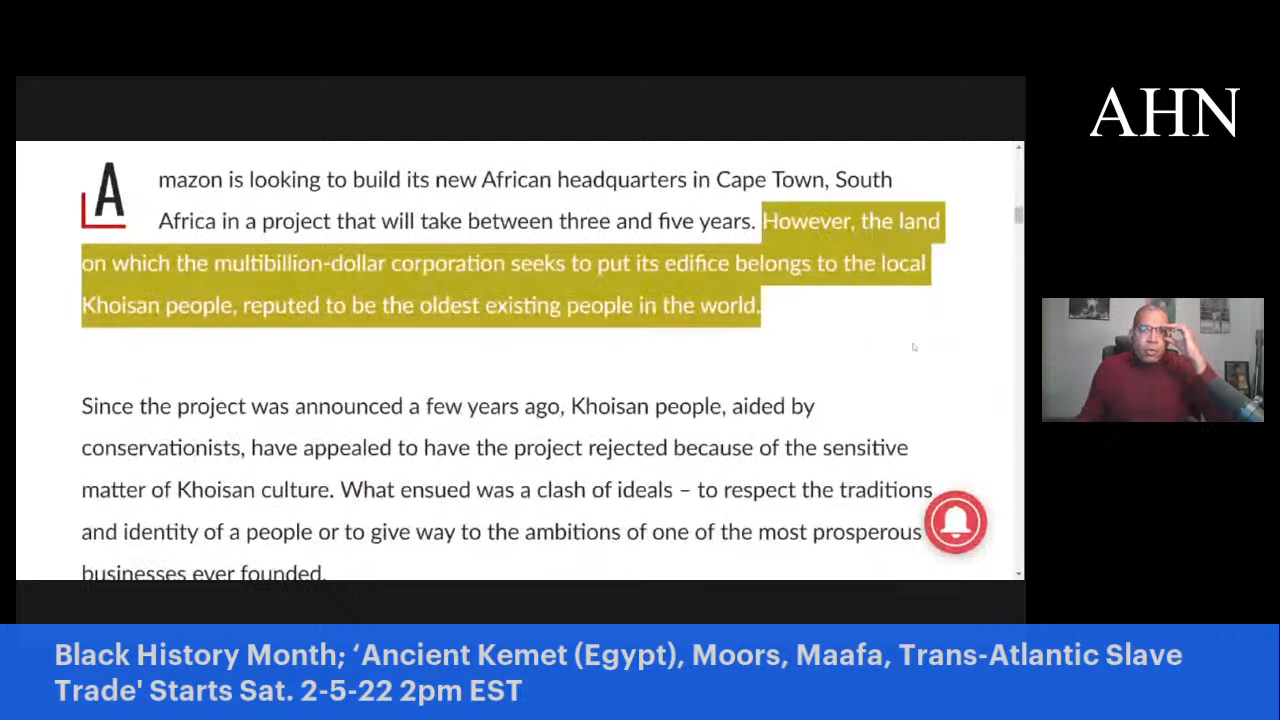 AHN
Amazon is looking to build its new African headquarters in Cape Town, South
Africa in a project that will take between three and five years. However, the land
on which the multibillion-dollar corporation seeks to put its edifice belongs to the local
Khoisan people, reputed to be the oldest existing people in the world.
Since the project was announced a few years ago, Khoisan people, aided by
conservationists, have appealed to have the project rejected because of the sensitive
matter of Khoisan culture. What ensued was a clash of ideals – to respect the traditions
and identity of a people or to give way to the ambitions of one of the most prosperous
businesses ever founded.
Black History Month; ‘Ancient Kemet (Egypt), Moors, Maafa, Trans-Atlantic Slave
Trade' Starts Sat. 2-5-22 2pm EST